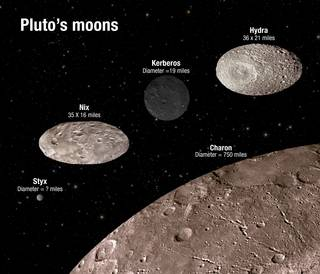 Pluto's moons
Hydra
36 x 21 miles
Kerberos
Diameter =19 miles
Nix
35 X 16 miles
Charon
Diameter = 750 miles
Styx
Diameter = ? miles